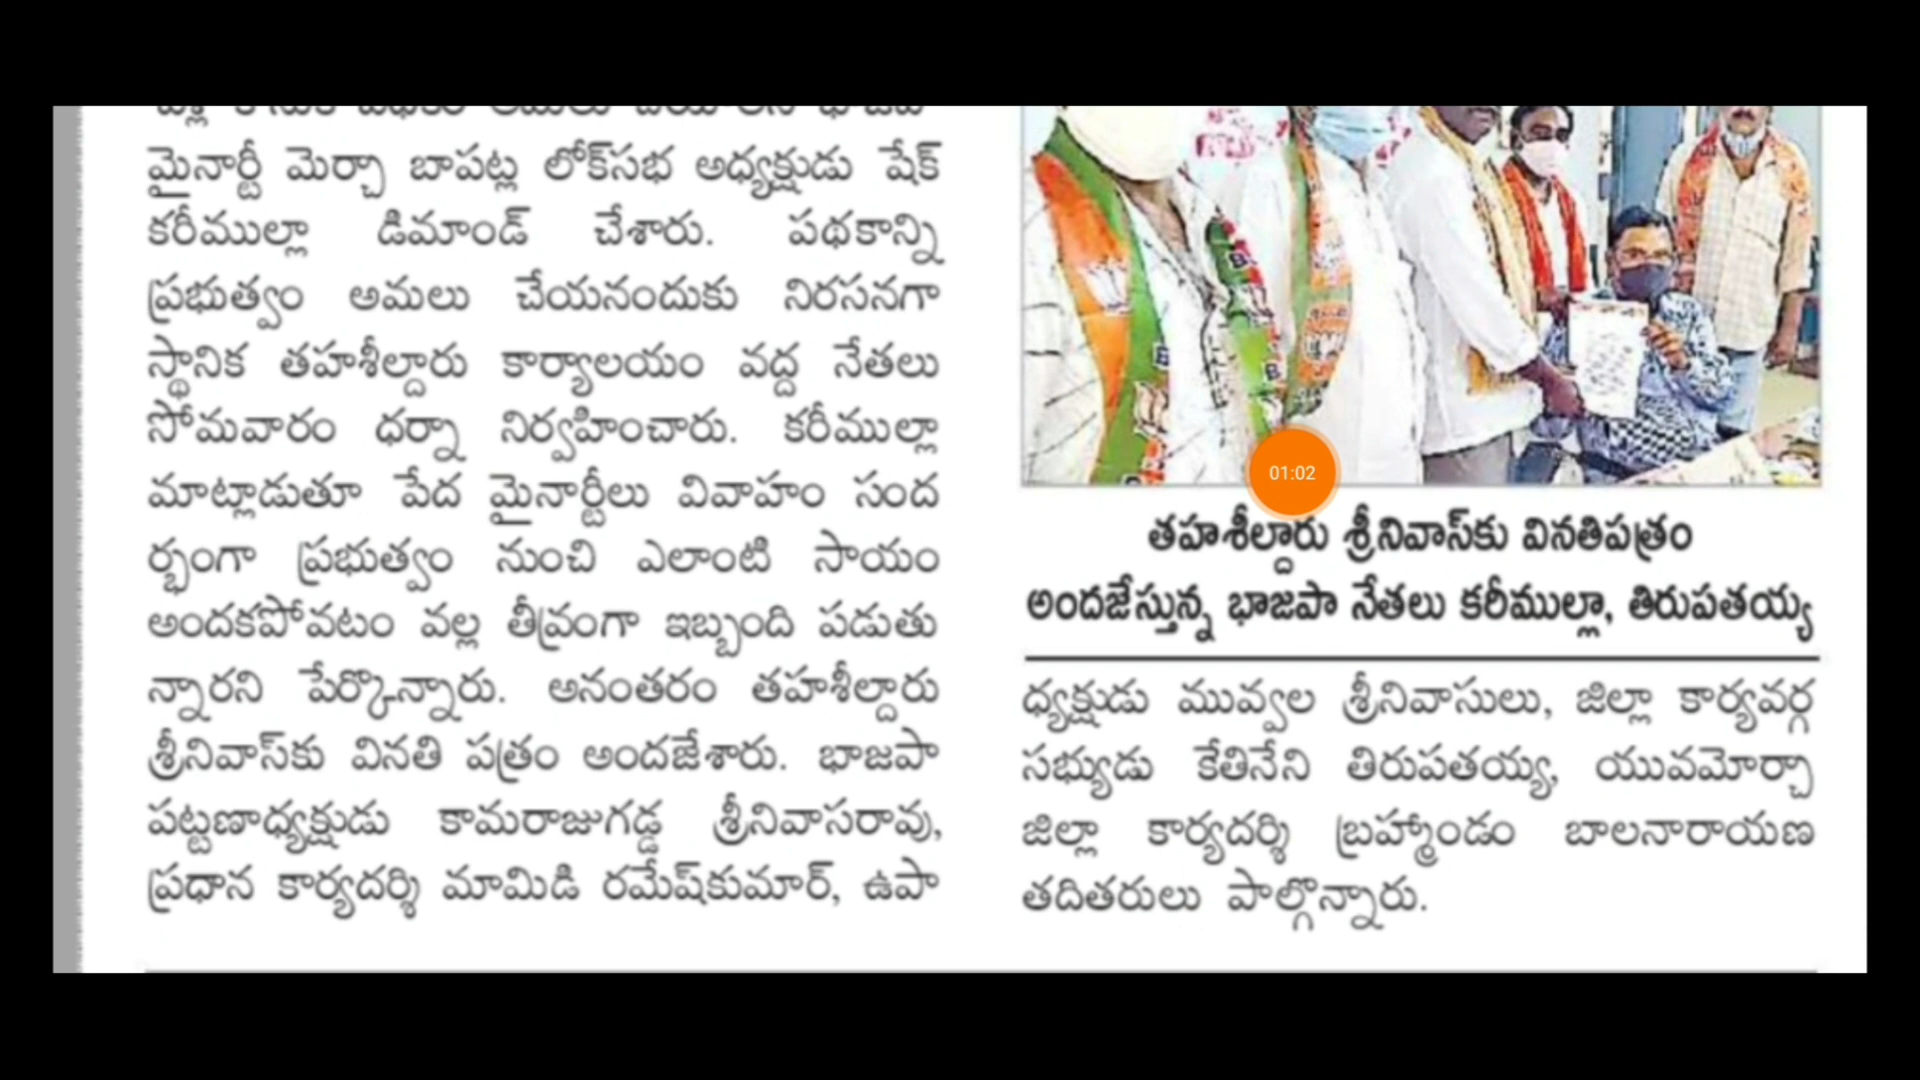 మైనార్టీ మెర్చా బాపట్ల లోక్‌సభ అధ్యక్షుడు షేక్
కరీముల్లా డిమాండ్ చేశారు. పథకాన్ని
ప్రభుత్వం అమలు చేయనందుకు నిరసనగా
స్థానిక తహశీల్దారు కార్యాలయం వద్ద నేతలు
సోమవారం ధర్నా నిర్వహించారు. కరీముల్లా
మాట్లాడుతూ పేద మైనార్టీలు వివాహం సంద
ర్భంగా ప్రభుత్వం నుంచి ఎలాంటి సాయం
అందకపోవటం వల్ల తీవ్రంగా ఇబ్బంది పడుతు
న్నారని పేర్కొన్నారు. అనంతరం తహశీల్దారు
శ్రీనివాస్‌కు వినతి పత్రం అందజేశారు. భాజపా
పట్టణాధ్యక్షుడు కామరాజుగడ్డ శ్రీనివాసరావు,
ప్రధాన కార్యదర్శి మామిడి రమేష్‌కుమార్, ఉపా
01:02
తహశీల్దారు శ్రీనివాస్‌కు వినతిపత్రం
అందజేస్తున్న భాజపా నేతలు కరీముల్లా, తిరుపతయ్య
ధ్యక్షుడు మువ్వల శ్రీనివాసులు, జిల్లా కార్యవర్గ
సభ్యుడు కేతినేని తిరుపతయ్య, యువమోర్చా
జిల్లా కార్యదర్శి బ్రహ్మాండం బాలనారాయణ
తదితరులు పాల్గొన్నారు.